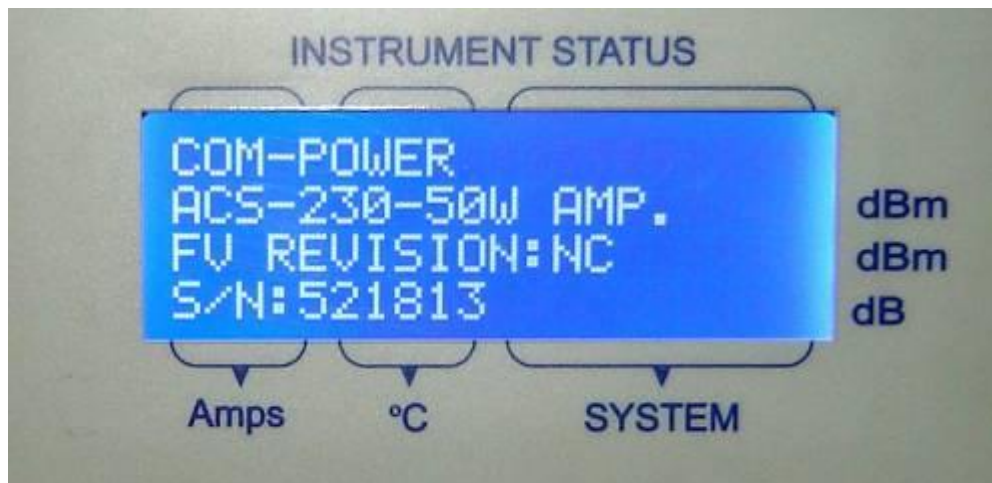 INSTRUMENT STATUS
COM-POWER
ACS-230-50W AMP.
FV REVISION:NC
S/N:521813
dBm
dBm
dB
Amps
ºC
SYSTEM